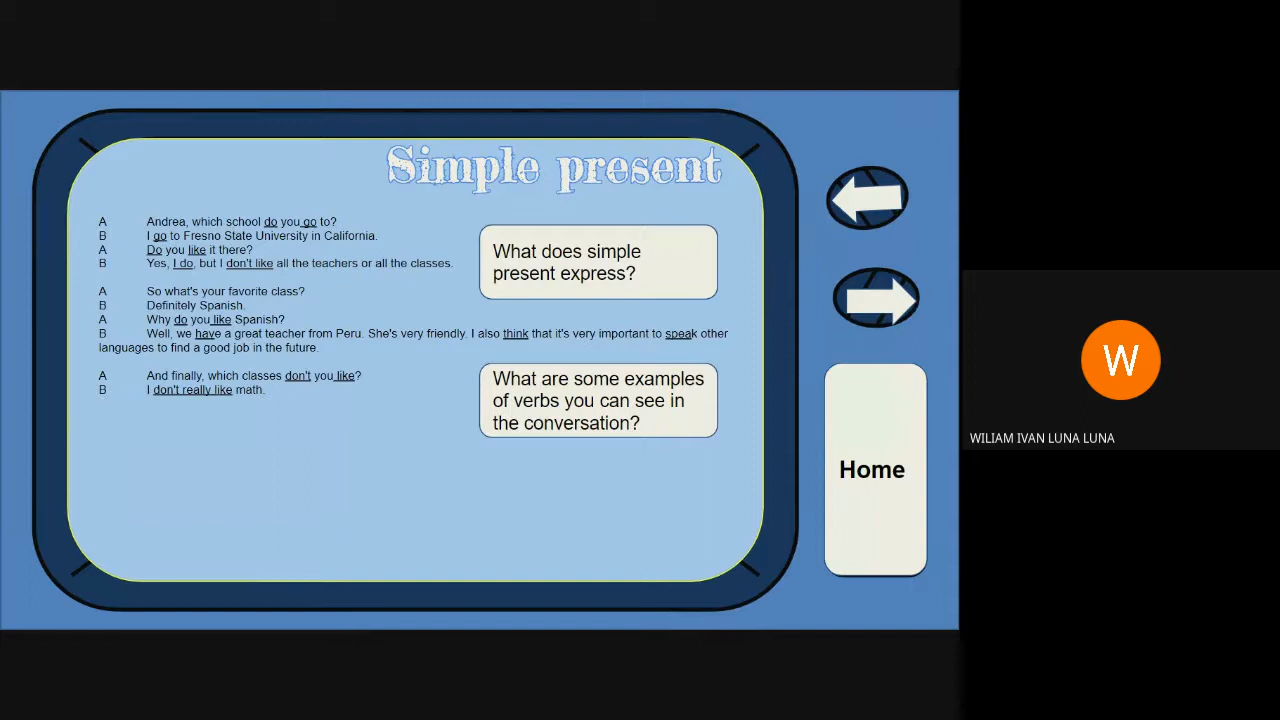 Simple present
A Andrea, which school do you go to?
B I go to Fresno State University in California.
A Do you like it there?
B Yes, I do, but I don't like all the teachers or all the classes.
A So what's your favorite class?
B Definitely Spanish.
A Why do you like Spanish?
B Well, we have a great teacher from Peru. She's very friendly. I also think that it's very important to speak other
languages to find a good job in the future.
A And finally, which classes don't you like?
B I don't really like math.
What does simple
present express?
What are some examples
of verbs you can see in
the conversation?
Home
W
WILIAM IVAN LUNA LUNA